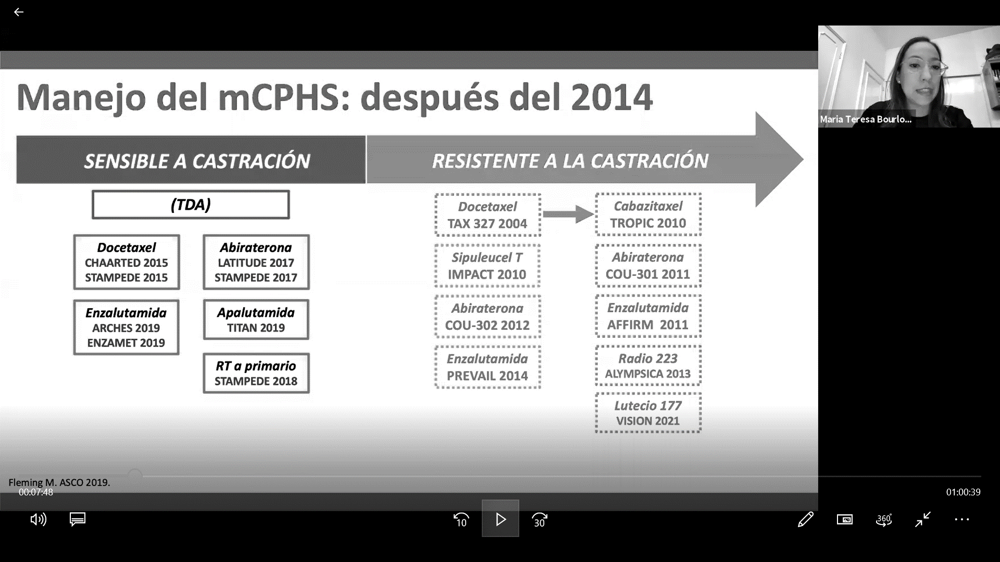 Manejo del mCPHS: después del 2014
Maria Teresa Bourlo...
SENSIBLE A CASTRACIÓN
RESISTENTE A LA CASTRACIÓN
(TDA)
Docetaxel
CHAARTED 2015
STAMPEDE 2015
Abiraterona
LATITUDE 2017
STAMPEDE 2017
Enzalutamida
ARCHES 2019
ENZAMET 2019
Apalutamida
TITAN 2019
RT a primario
STAMPEDE 2018
Docetaxel
TAX 327 2004
Sipuleucel T
IMPACT 2010
Abiraterona
COU-302 2012
Enzalutamida
PREVAIL 2014
Cabazitaxel
TROPIC 2010
Abiraterona
COU-301 2011
Enzalutamida
AFFIRM 2011
Radio 223
ALYMPSICA 2013
Lutecio 177
VISION 2021
Fleming M. ASCO 2019.
00:07:48
01:00:39
10
30
360°